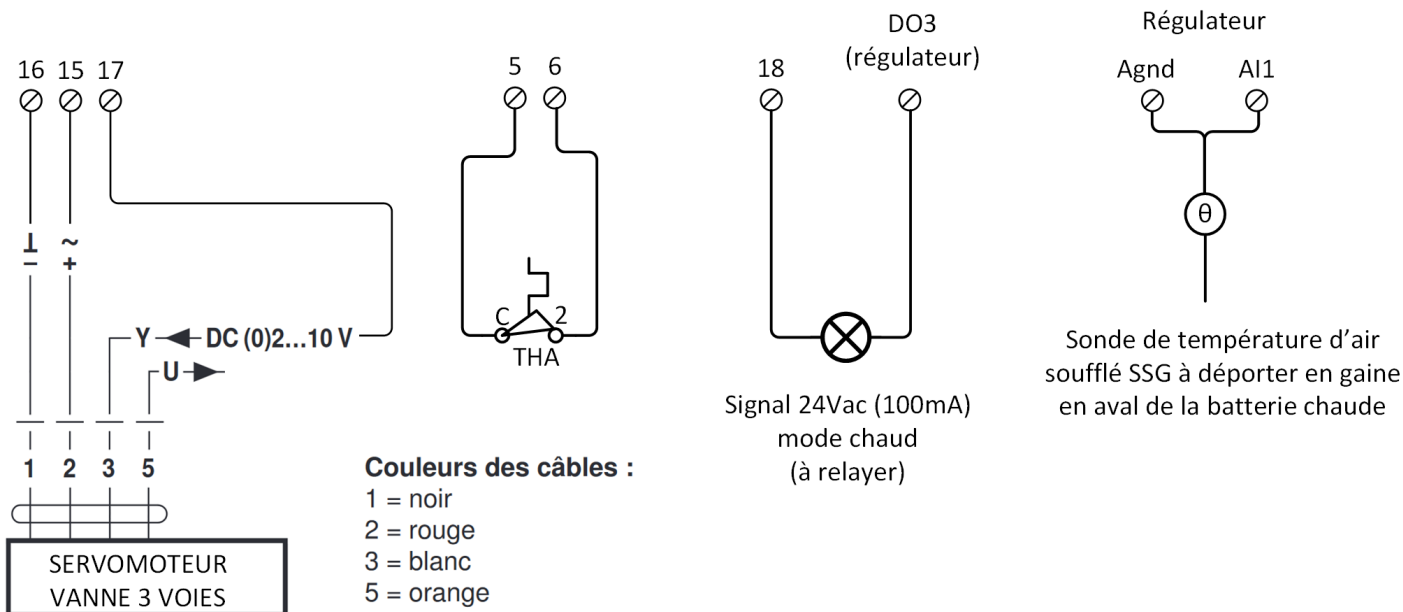 16 15 17
⊥ ~
− +
Y DC (0)2...10 V
U
1 2 3 5
SERVOMOTEUR
VANNE 3 VOIES
5 6
C 2
THA
Couleurs des câbles :
1 = noir
2 = rouge
3 = blanc
5 = orange
DO3
(régulateur)
18
Signal 24Vac (100mA)
mode chaud
(à relayer)
Régulateur
Agnd AI1
θ
Sonde de température d’air
soufflé SSG à déporter en gaine
en aval de la batterie chaude